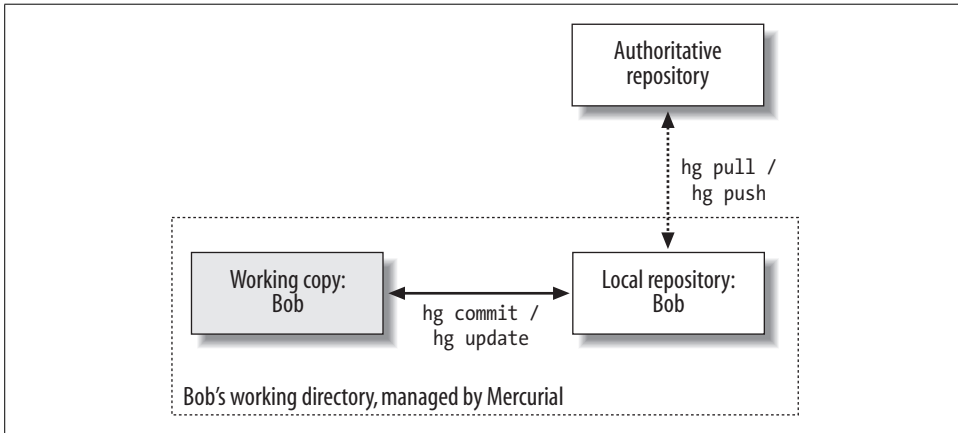 Authoritative
repository
hg pull /
hg push
Working copy:
Bob
hg commit /
hg update
Local repository:
Bob
Bob's working directory, managed by Mercurial